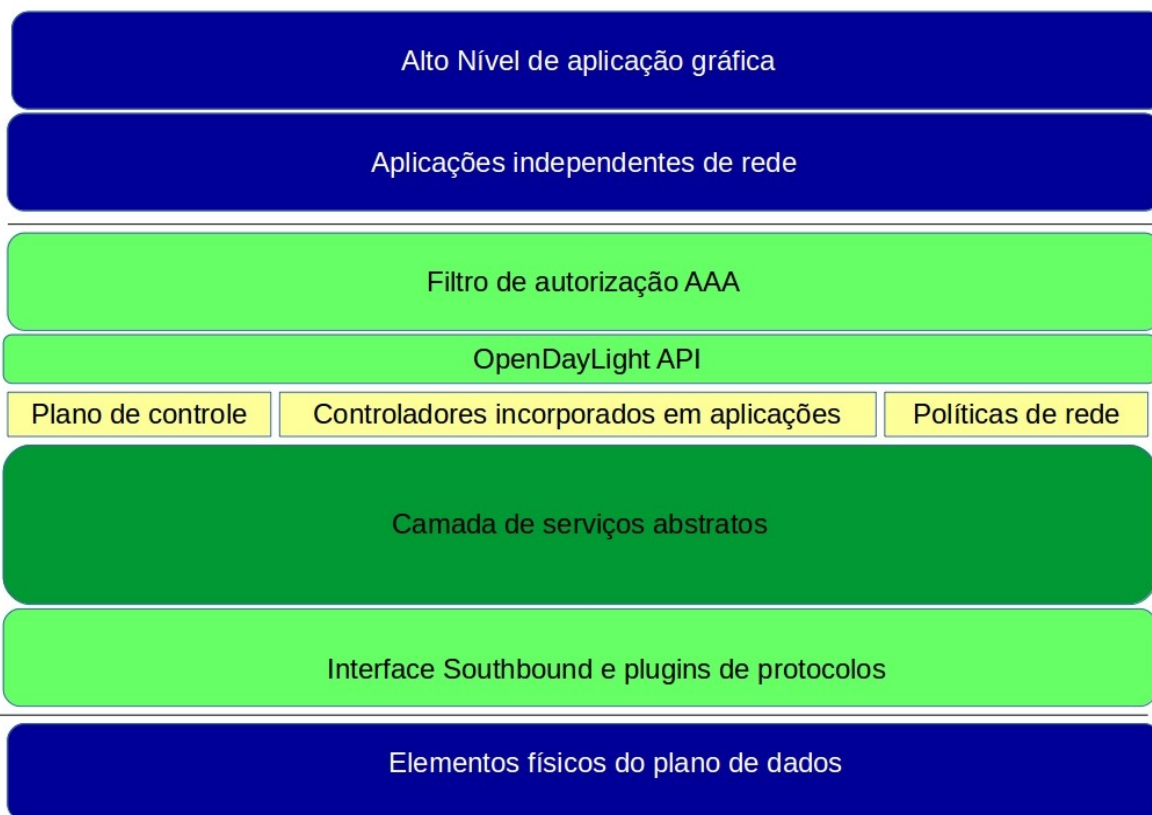 Alto Nível de aplicação gráfica
Aplicações independentes de rede
Filtro de autorização AAA
OpenDayLight API
Plano de controle
Controladores incorporados em aplicações
Políticas de rede
Camada de serviços abstratos
Interface Southbound e plugins de protocolos
Elementos físicos do plano de dados